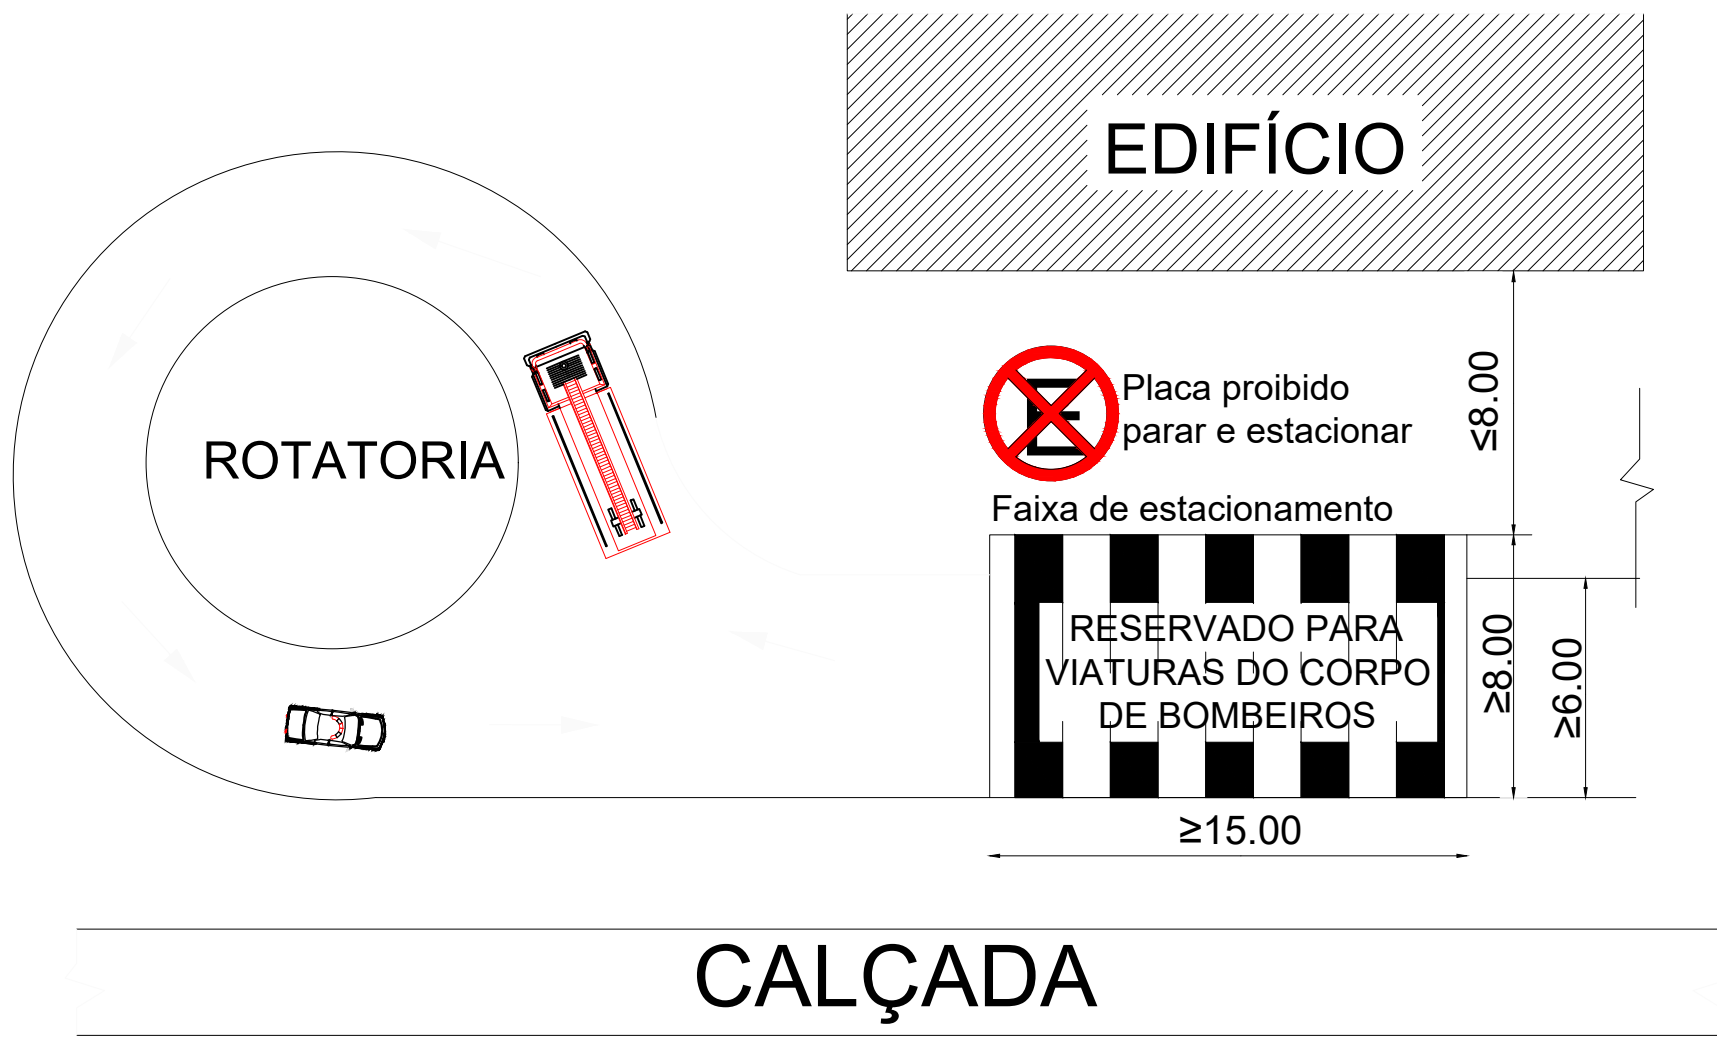 EDIFÍCIO
ROTATORIA
E
Placa proibido
parar e estacionar
≤8.00
Faixa de estacionamento
RESERVADO PARA
VIATURAS DO CORPO
DE BOMBEIROS
≥8.00
≥6.00
≥15.00
CALÇADA